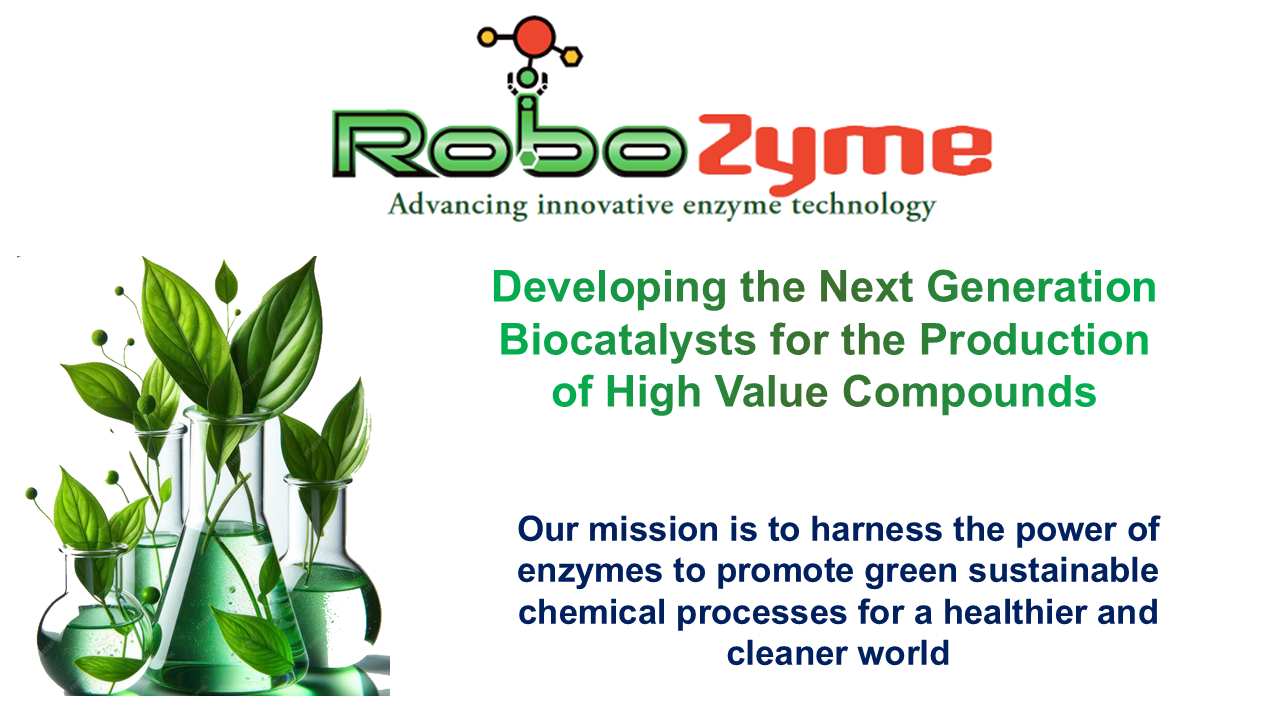 RoboZyme
Advancing innovative enzyme technology
Developing the Next Generation
Biocatalysts for the Production
of High Value Compounds
Our mission is to harness the power of
enzymes to promote green sustainable
chemical processes for a healthier and
cleaner world